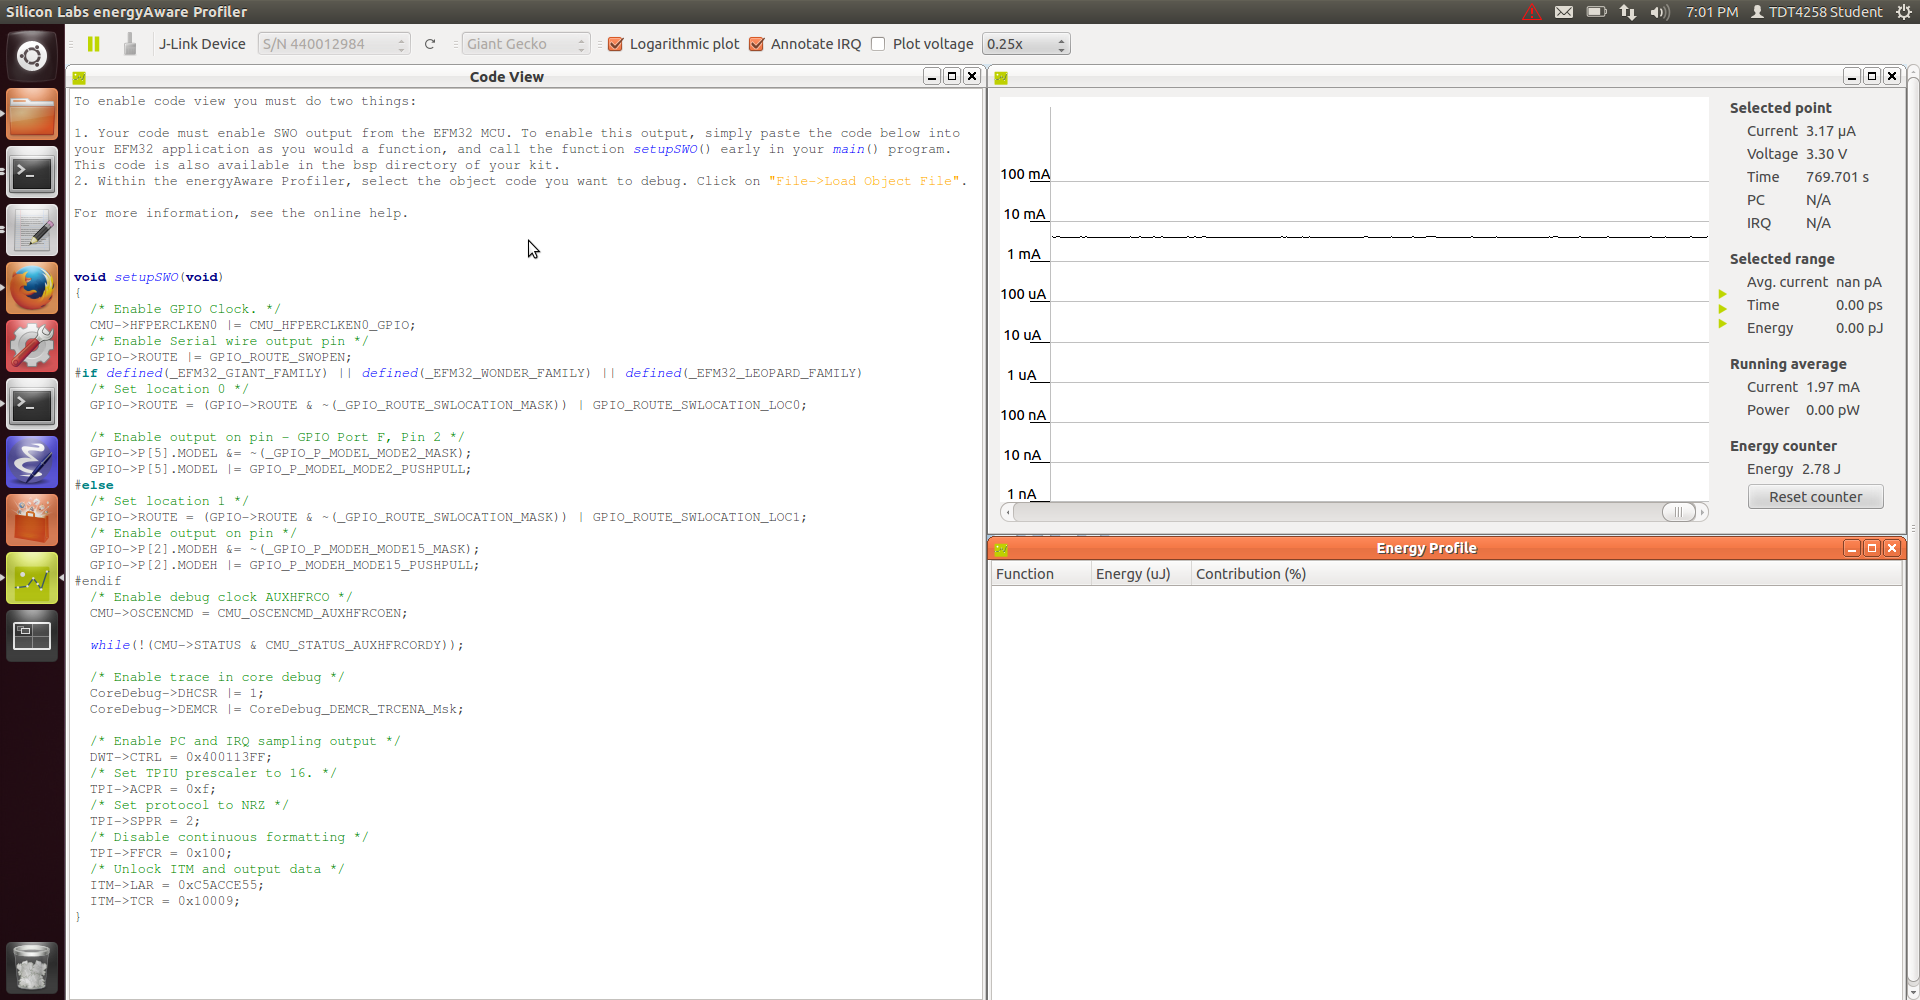 Silicon Labs energyAware Profiler
7:01 PM TDT4258 Student
J-Link Device S/N 440012984 Giant Gecko Logarithmic plot Annotate IRQ Plot voltage 0.25x
Code View
To enable code view you must do two things:
1. Your code must enable SWO output from the EFM32 MCU. To enable this output, simply paste the code below into
your EFM32 application as you would a function, and call the function setupSWO() early in your main() program.
This code is also available in the bsp directory of your kit.
2. Within the energyAware Profiler, select the object code you want to debug. Click on "File->Load Object File".
For more information, see the online help.
void setupSWO(void)
{
/* Enable GPIO Clock. */
CMU->HFPERCLKEN0 |= CMU_HFPERCLKEN0_GPIO;
/* Enable Serial wire output pin */
GPIO->ROUTE |= GPIO_ROUTE_SWOPEN;
#if defined(_EFM32_GIANT_FAMILY) || defined(_EFM32_WONDER_FAMILY) || defined(_EFM32_LEOPARD_FAMILY)
/* Set location 0 */
GPIO->ROUTE = (GPIO->ROUTE & ~(_GPIO_ROUTE_SWLOCATION_MASK)) | GPIO_ROUTE_SWLOCATION_LOC0;
/* Enable output on pin - GPIO Port F, Pin 2 */
GPIO->P[5].MODEL &= ~(_GPIO_P_MODEL_MODE2_MASK);
GPIO->P[5].MODEL |= GPIO_P_MODEL_MODE2_PUSHPULL;
#else
/* Set location 1 */
GPIO->ROUTE = (GPIO->ROUTE & ~(_GPIO_ROUTE_SWLOCATION_MASK)) | GPIO_ROUTE_SWLOCATION_LOC1;
/* Enable output on pin */
GPIO->P[2].MODEH &= ~(_GPIO_P_MODEH_MODE15_MASK);
GPIO->P[2].MODEH |= GPIO_P_MODEH_MODE15_PUSHPULL;
#endif
/* Enable debug clock AUXHFRCO */
CMU->OSCENCMD = CMU_OSCENCMD_AUXHFRCOEN;
while(!(CMU->STATUS & CMU_STATUS_AUXHFRCORDY));
/* Enable trace in core debug */
CoreDebug->DHCSR |= 1;
CoreDebug->DEMCR |= CoreDebug_DEMCR_TRCENA_Msk;
/* Enable PC and IRQ sampling output */
DWT->CTRL = 0x400113FF;
/* Set TPIU prescaler to 16. */
TPI->ACPR = 0xf;
/* Set protocol to NRZ */
TPI->SPPR = 2;
/* Disable continuous formatting */
TPI->FFCR = 0x100;
/* Unlock ITM and output data */
ITM->LAR = 0xC5ACCE55;
ITM->TCR = 0x10009;
}
100 mA
10 mA
1 mA
100 uA
10 uA
1 uA
100 nA
10 nA
1 nA
Selected point
Current 3.17 µA
Voltage 3.30 V
Time 769.701 s
PC N/A
IRQ N/A
Selected range
Avg. current nan pA
Time 0.00 ps
Energy 0.00 pJ
Running average
Current 1.97 mA
Power 0.00 pW
Energy counter
Energy 2.78 J
Reset counter
Energy Profile
Function Energy (uJ) Contribution (%)